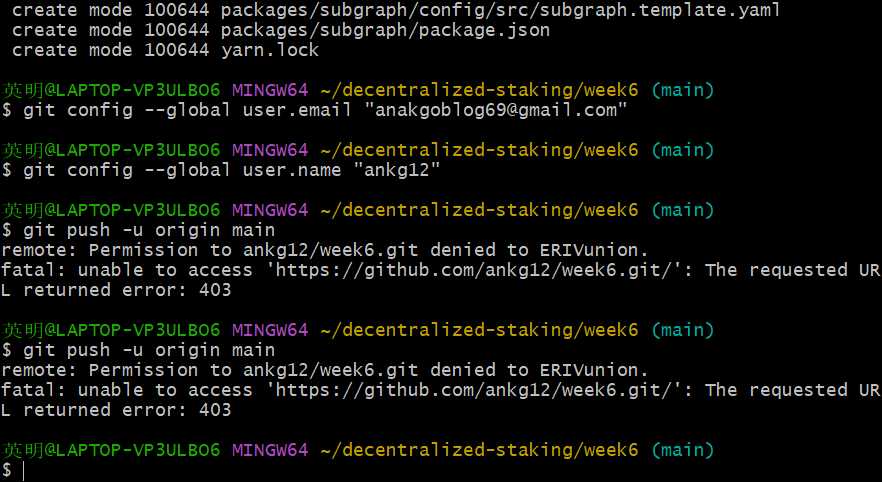 create mode 100644 packages/subgraph/config/src/subgraph.template.yaml
create mode 100644 packages/subgraph/package.json
create mode 100644 yarn.lock
英明@LAPTOP-VP3ULBO6 MINGW64 ~/decentralized-staking/week6 (main)
$ git config --global user.email "anakgoblog69@gmail.com"
英明@LAPTOP-VP3ULBO6 MINGW64 ~/decentralized-staking/week6 (main)
$ git config --global user.name "ankg12"
英明@LAPTOP-VP3ULBO6 MINGW64 ~/decentralized-staking/week6 (main)
$ git push -u origin main
remote: Permission to ankg12/week6.git denied to ERIVunion.
fatal: unable to access 'https://github.com/ankg12/week6.git/': The requested UR
L returned error: 403
英明@LAPTOP-VP3ULBO6 MINGW64 ~/decentralized-staking/week6 (main)
$ git push -u origin main
remote: Permission to ankg12/week6.git denied to ERIVunion.
fatal: unable to access 'https://github.com/ankg12/week6.git/': The requested UR
L returned error: 403
英明@LAPTOP-VP3ULBO6 MINGW64 ~/decentralized-staking/week6 (main)
$